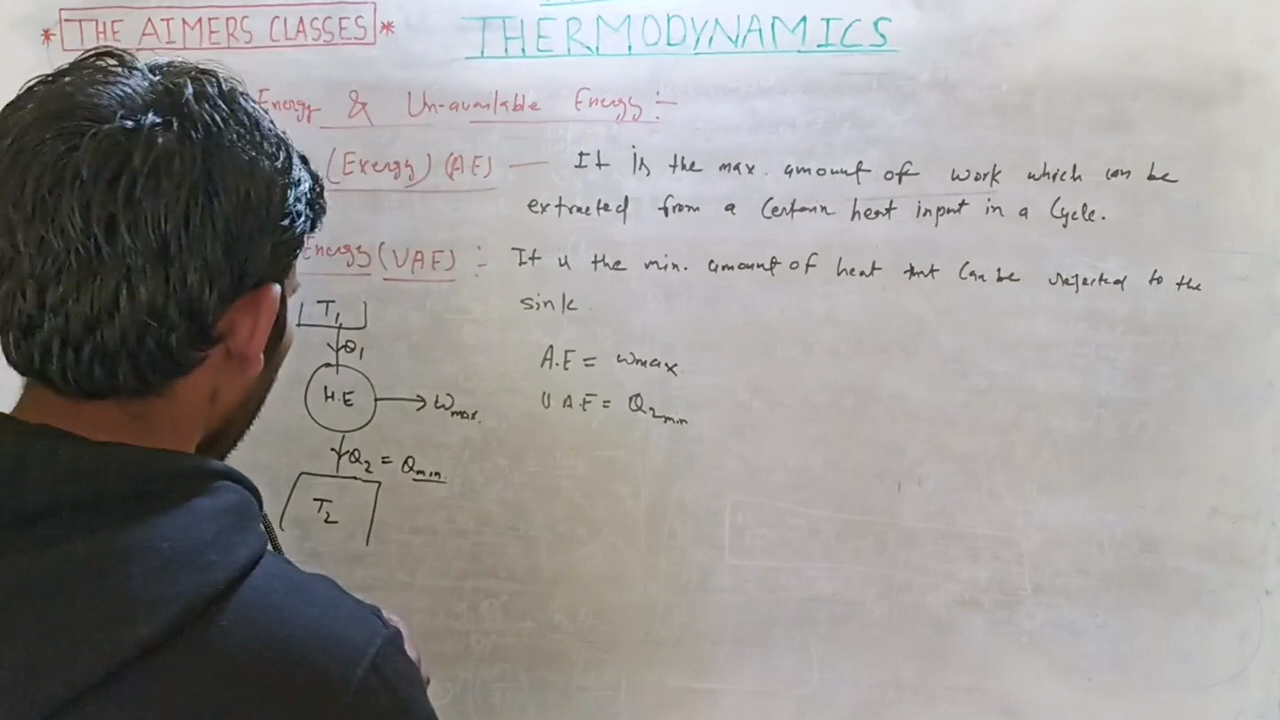 * THE AIMERS CLASSES *
THERMODYNAMICS
Energy & Un-available Energy :-
(Exergy) (AE) — It is the max. amount of work which can be
extracted from a Certain heat input in a Cycle.
Energy (UAE) :- It is the min. amount of heat that Can be rejected to the
sink.
T1
Q1
H.E
Wmax.
Q2 = Qmin.
T2
A.E = Wmax
U A E = Q2min